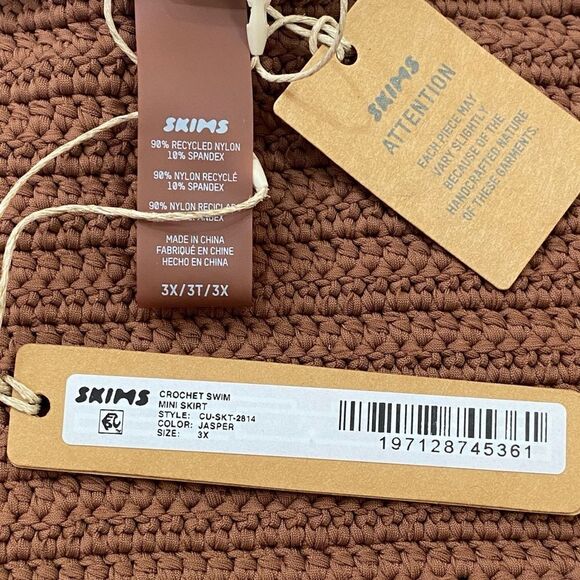 SKIMS
90% RECYCLED NYLON
10% SPANDEX
90% NYLON RECYCLÉ
10% SPANDEX
90% NYLON RECICLADO
SPANDEX
MADE IN CHINA
FABRIQUÉ EN CHINE
HECHO EN CHINA
3X/3T/3X
SKIMS
ATTENTION
EACH PIECE MAY
VARY SLIGHTLY
BECAUSE OF THE
HANDCRAFTED NATURE
OF THESE GARMENTS.
SKIMS
CROCHET SWIM
MINI SKIRT
STYLE: CU-SKT-2814
COLOR: JASPER
SIZE: 3X
197128745361